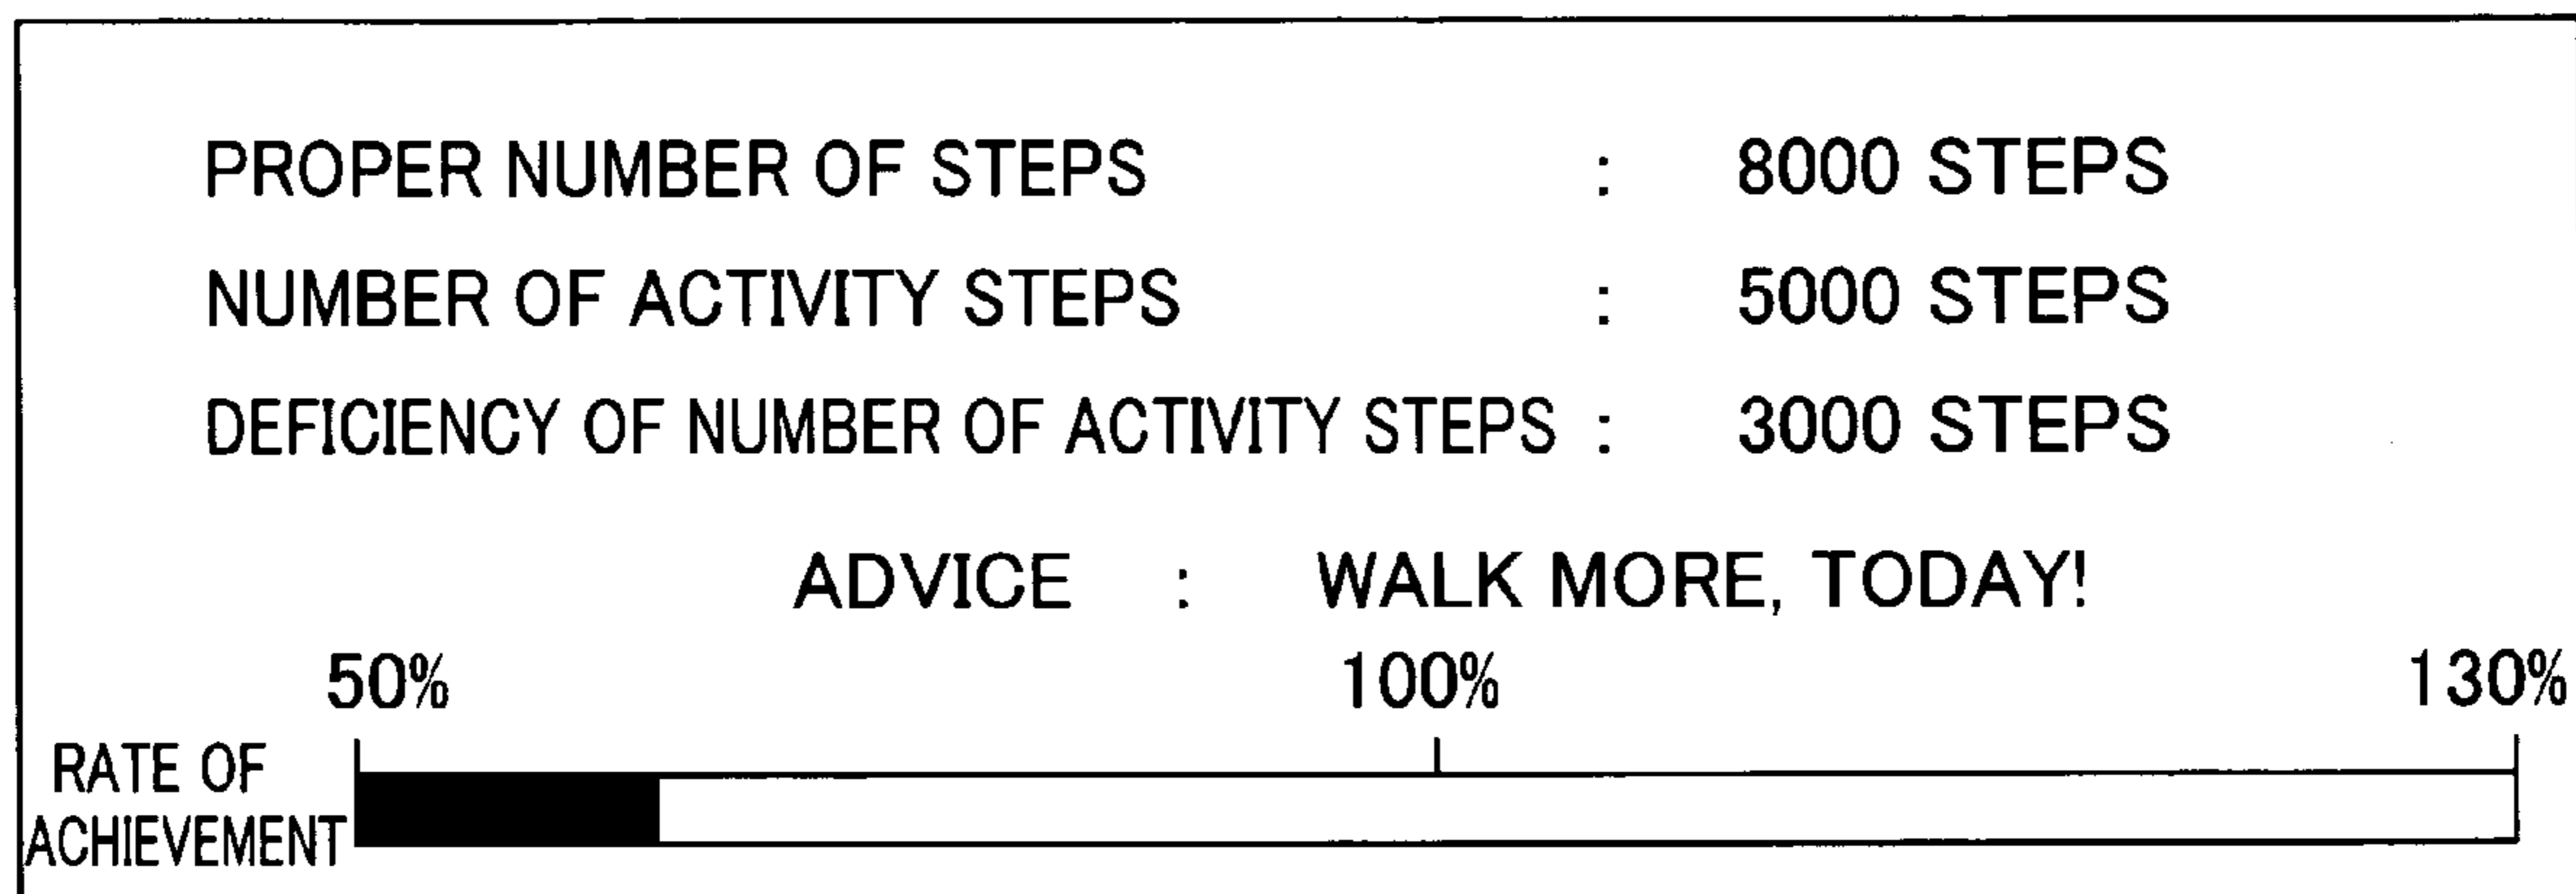 PROPER NUMBER OF STEPS : 8000 STEPS
NUMBER OF ACTIVITY STEPS : 5000 STEPS
DEFICIENCY OF NUMBER OF ACTIVITY STEPS : 3000 STEPS
ADVICE : WALK MORE, TODAY!
50% 100% 130%
RATE OF
ACHIEVEMENT